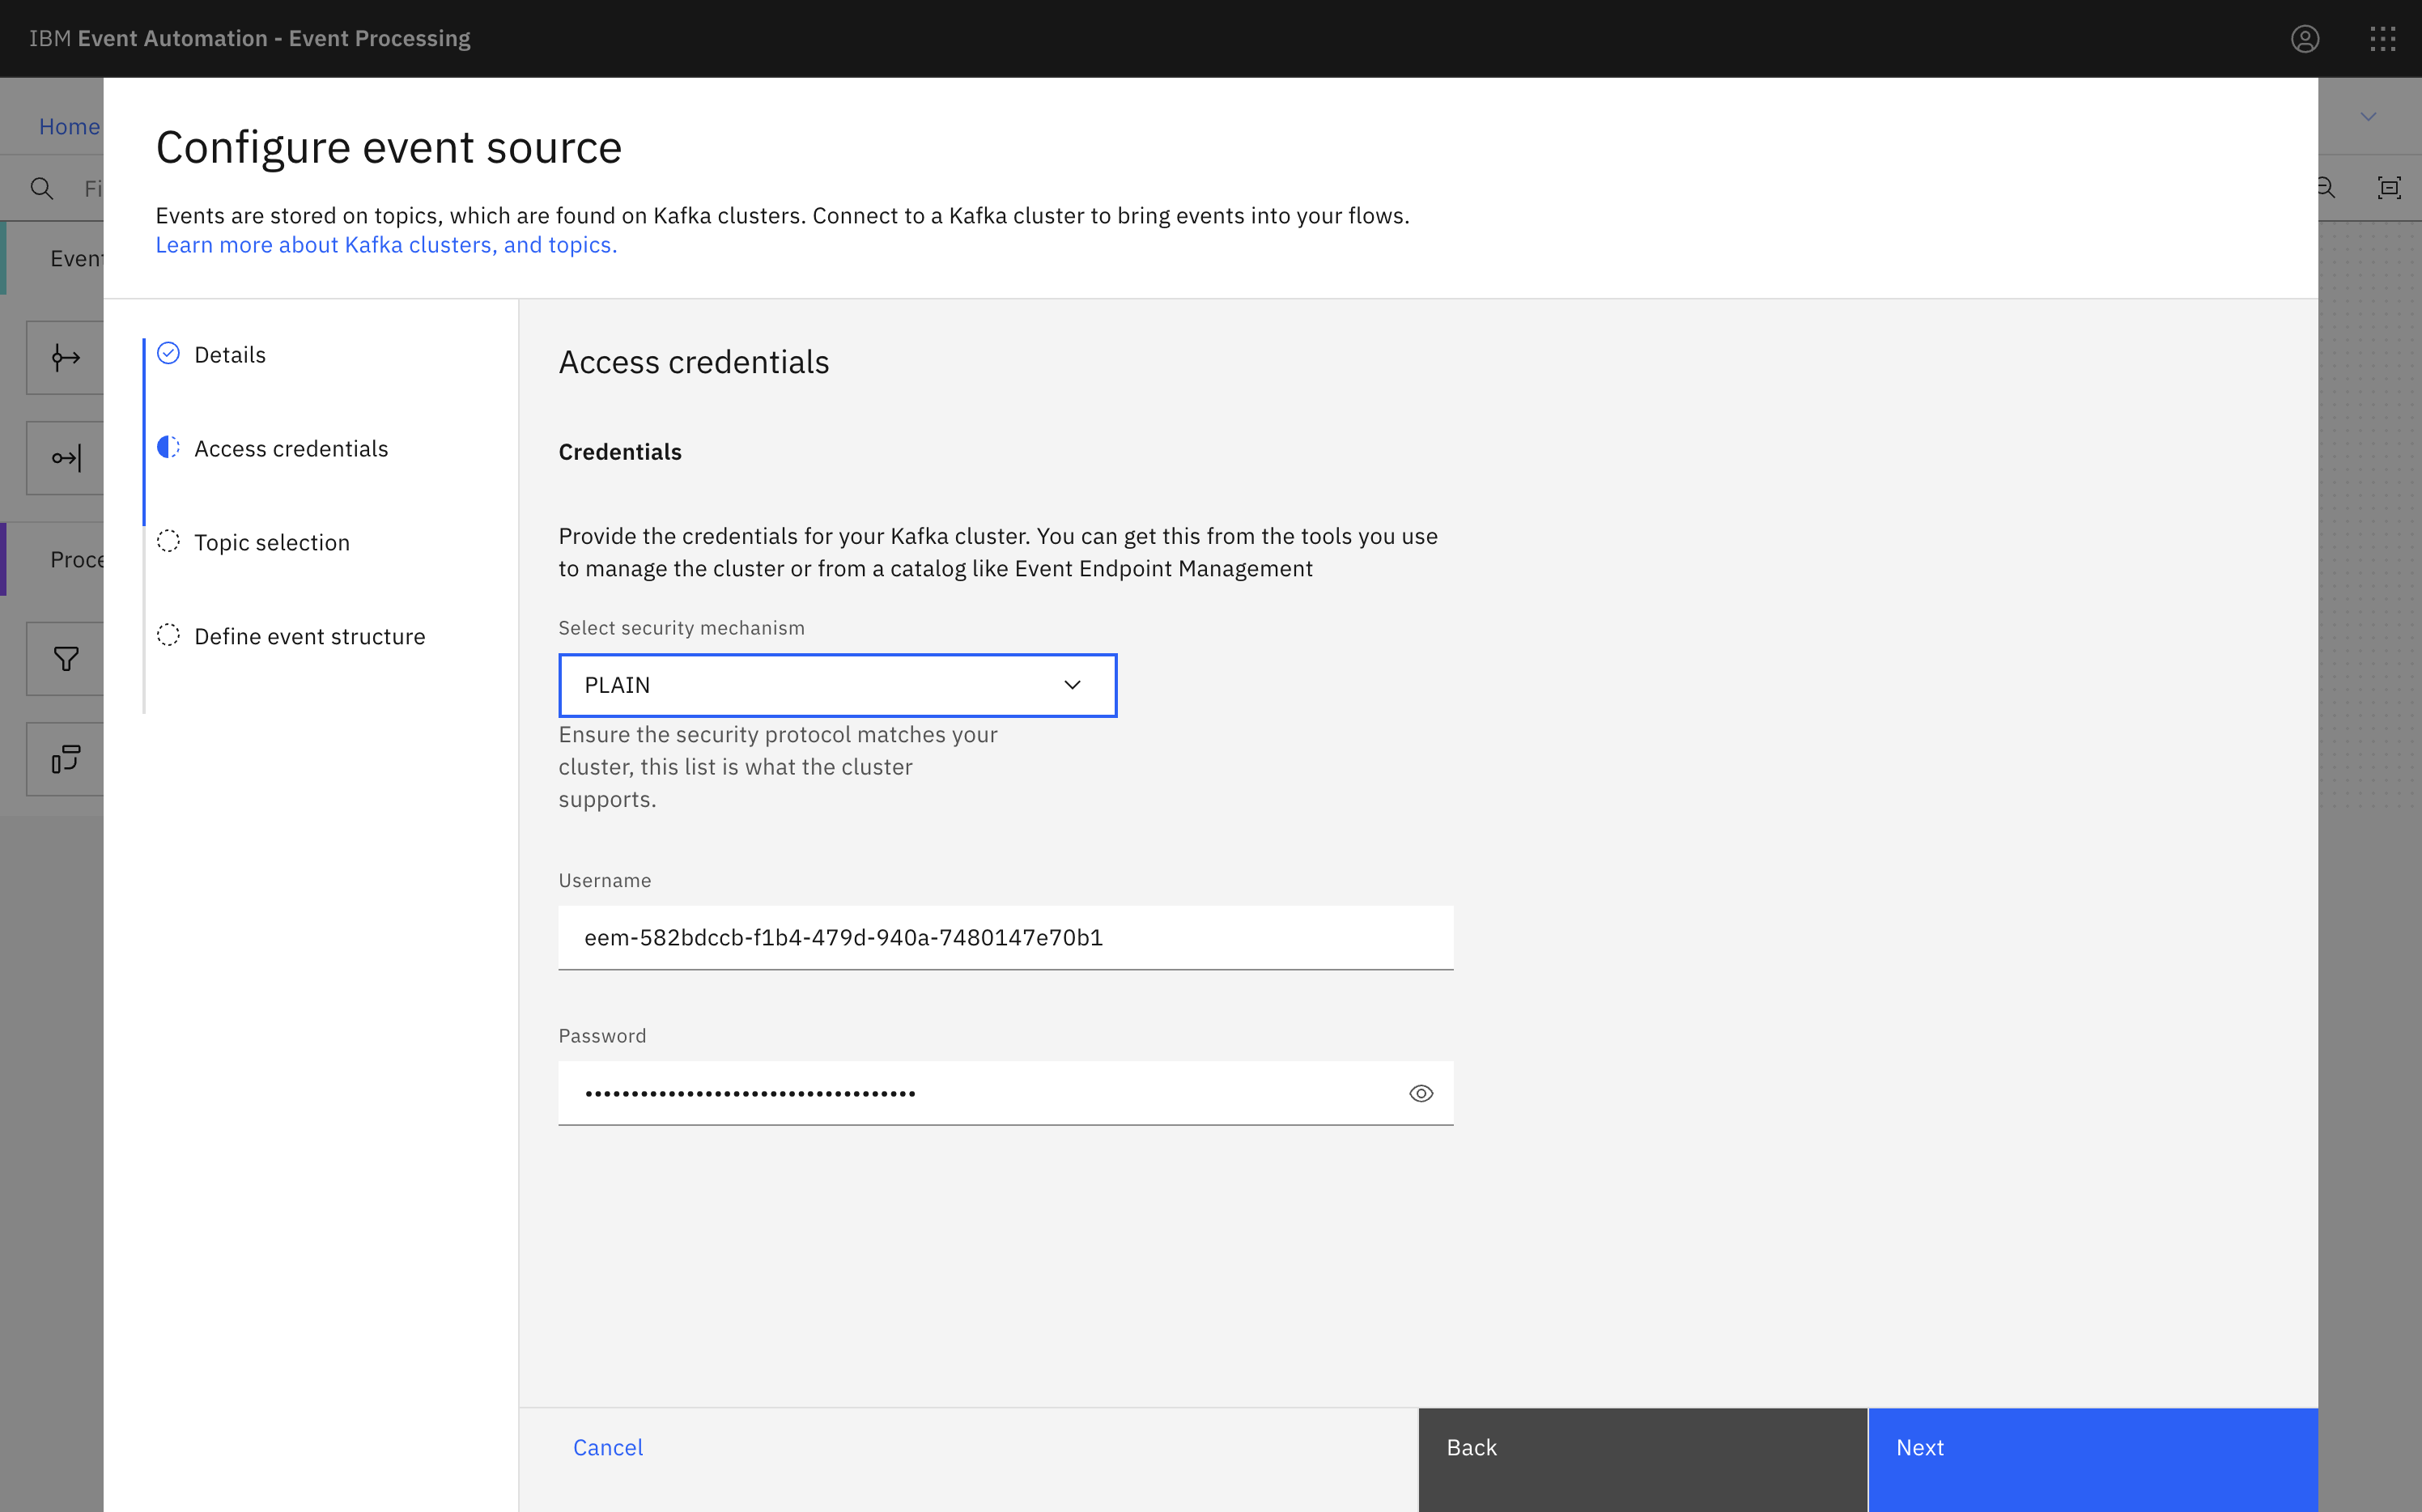 IBM Event Automation - Event Processing
Home
Configure event source
Events are stored on topics, which are found on Kafka clusters. Connect to a Kafka cluster to bring events into your flows.
Learn more about Kafka clusters, and topics.
Fi
Event
Proce
Details
Access credentials
Topic selection
Define event structure
Access credentials
Credentials
Provide the credentials for your Kafka cluster. You can get this from the tools you use
to manage the cluster or from a catalog like Event Endpoint Management
Select security mechanism
PLAIN
Ensure the security protocol matches your
cluster, this list is what the cluster
supports.
Username
eem-582bdccb-f1b4-479d-940a-7480147e70b1
Password
••••••••••••••••••••••••••••••••••••
Cancel
Back
Next